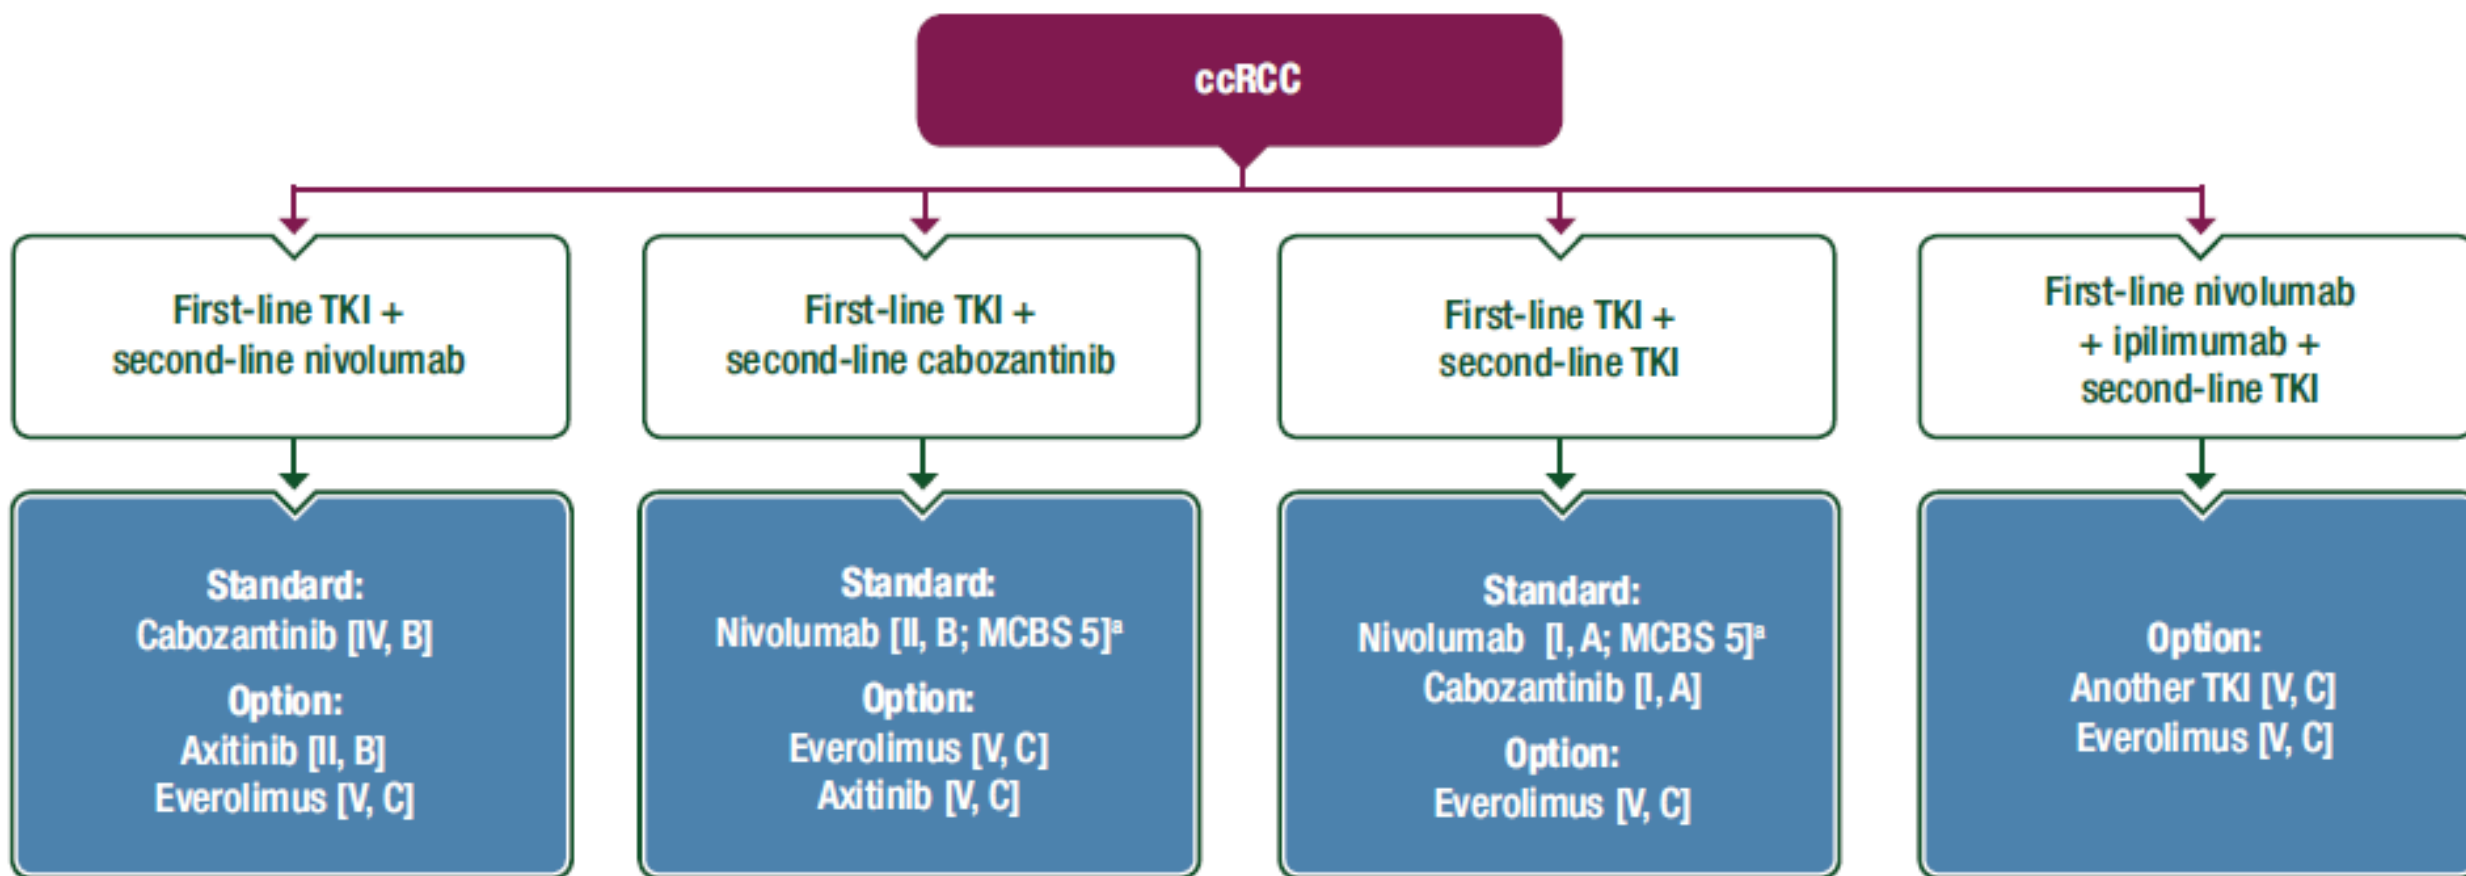 ccRCC
First-line TKI +
second-line nivolumab
First-line TKI +
second-line cabozantinib
First-line TKI +
second-line TKI
First-line nivolumab
+ ipilimumab +
second-line TKI
Standard:
Cabozantinib [IV, B]
Option:
Axitinib [II, B]
Everolimus [V, C]
Standard:
Nivolumab [II, B; MCBS 5]ª
Option:
Everolimus [V, C]
Axitinib [V, C]
Standard:
Nivolumab [I, A; MCBS 5]ª
Cabozantinib [I, A]
Option:
Everolimus [V, C]
Option:
Another TKI [V, C]
Everolimus [V, C]